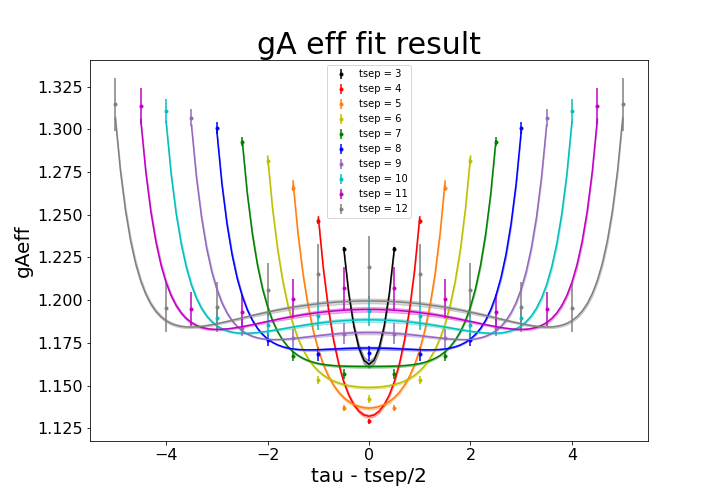 gA eff fit result
gAeff
1.325
1.300
1.275
1.250
1.225
1.200
1.175
1.150
1.125
tsep = 3
tsep = 4
tsep = 5
tsep = 6
tsep = 7
tsep = 8
tsep = 9
tsep = 10
tsep = 11
tsep = 12
−4 −2 0 2 4
tau - tsep/2